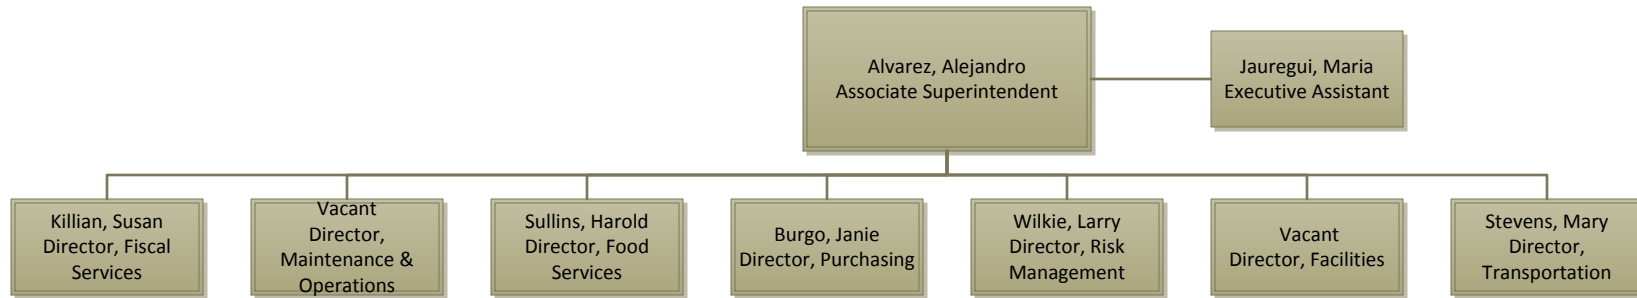 Alvarez, Alejandro
Associate Superintendent
Jauregui, Maria
Executive Assistant
Killian, Susan
Director, Fiscal
Services
Vacant
Director,
Maintenance &
Operations
Sullins, Harold
Director, Food
Services
Burgo, Janie
Director, Purchasing
Wilkie, Larry
Director, Risk
Management
Vacant
Director, Facilities
Stevens, Mary
Director,
Transportation